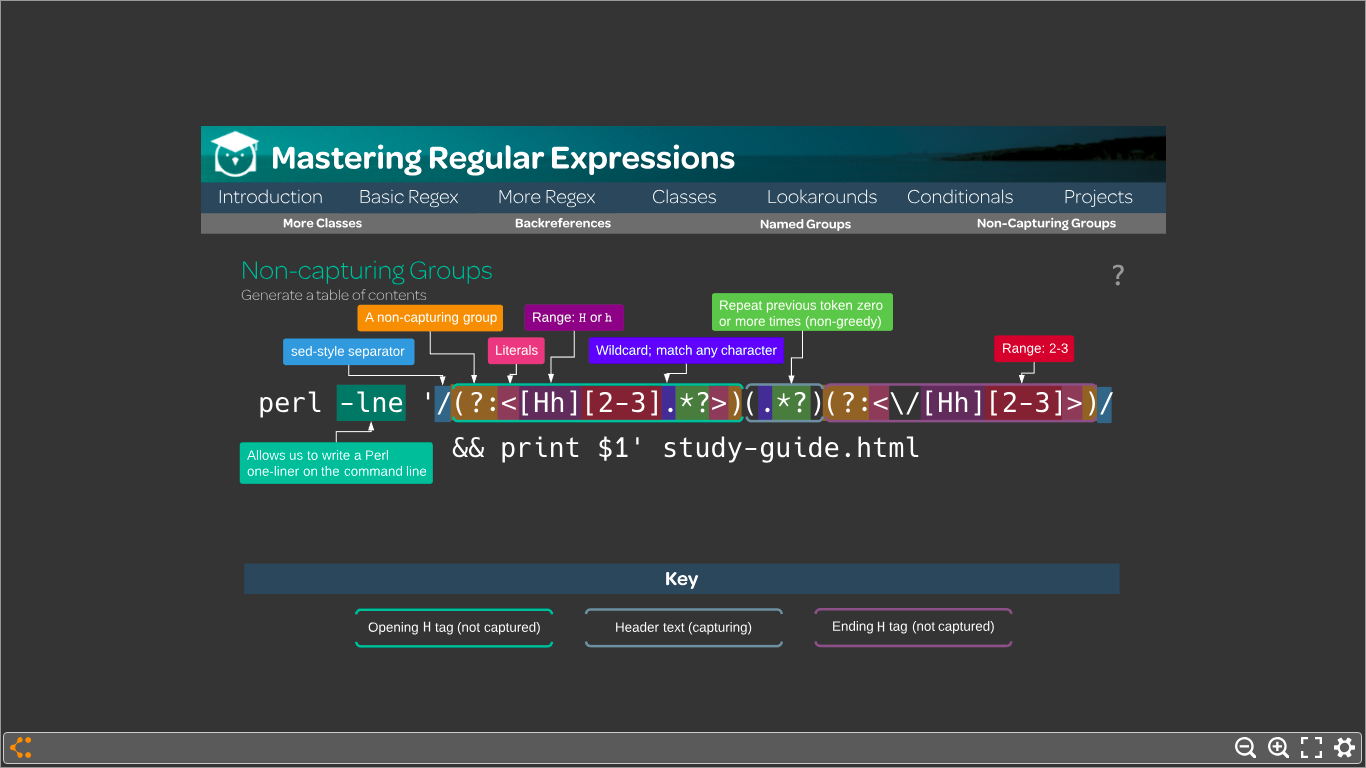 Mastering Regular Expressions
Introduction Basic Regex More Regex Classes Lookarounds Conditionals Projects
More Classes Backreferences Named Groups Non-Capturing Groups
Non-capturing Groups
?
Generate a table of contents
A non-capturing group
Range: H or h
Repeat previous token zero
or more times (non-greedy)
sed-style separator
Literals
Wildcard; match any character
Range: 2-3
perl -lne '/(?:<[Hh][2-3].*?>)(.*?)(?:<\/[Hh][2-3]>)/
&& print $1' study-guide.html
Allows us to write a Perl
one-liner on the command line
Key
Opening H tag (not captured)
Header text (capturing)
Ending H tag (not captured)